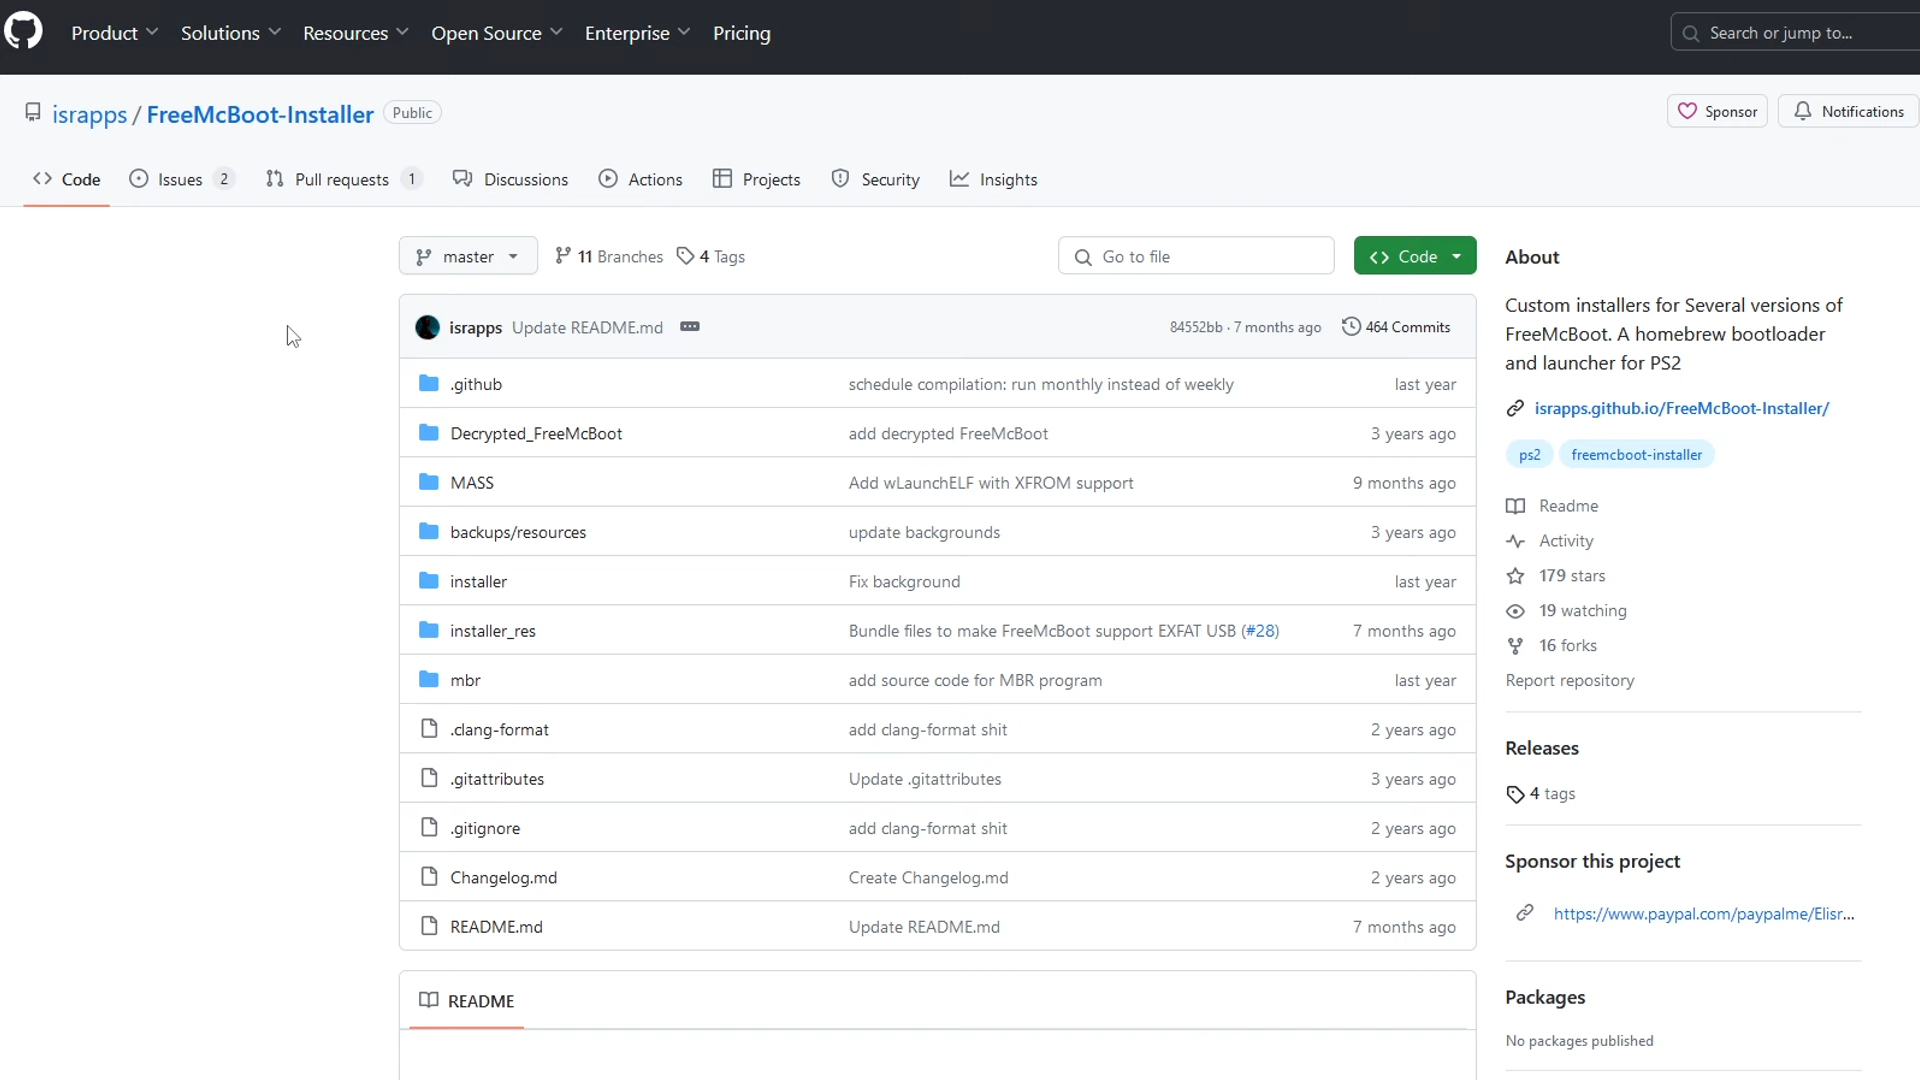 Product Solutions Resources Open Source Enterprise Pricing Search or jump to...
israpps / FreeMcBoot-Installer Public Sponsor Notifications
Code Issues 2 Pull requests 1 Discussions Actions Projects Security Insights
master 11 Branches 4 Tags Go to file Code
israpps Update README.md 84552bb · 7 months ago 464 Commits
.github schedule compilation: run monthly instead of weekly last year
Decrypted_FreeMcBoot add decrypted FreeMcBoot 3 years ago
MASS Add wLaunchELF with XFROM support 9 months ago
backups/resources update backgrounds 3 years ago
installer Fix background last year
installer_res Bundle files to make FreeMcBoot support EXFAT USB (#28) 7 months ago
mbr add source code for MBR program last year
.clang-format add clang-format shit 2 years ago
.gitattributes Update .gitattributes 3 years ago
.gitignore add clang-format shit 2 years ago
Changelog.md Create Changelog.md 2 years ago
README.md Update README.md 7 months ago
README
About
Custom installers for Several versions of
FreeMcBoot. A homebrew bootloader
and launcher for PS2
israpps.github.io/FreeMcBoot-Installer/
ps2 freemcboot-installer
Readme
Activity
179 stars
19 watching
16 forks
Report repository
Releases
4 tags
Sponsor this project
https://www.paypal.com/paypalme/Elisr...
Packages
No packages published